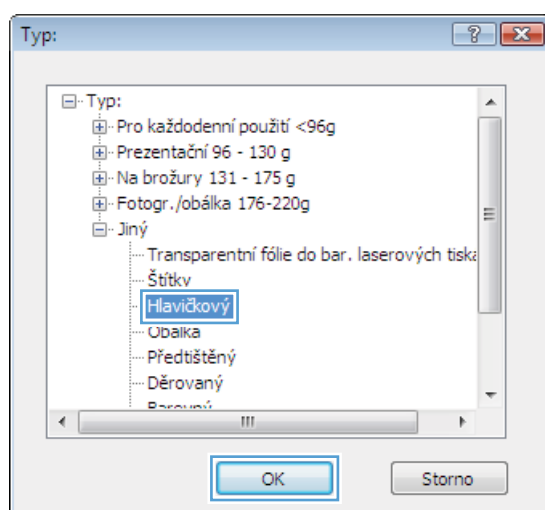 Typ:
Typ:
Pro každodenní použití <96g
Prezentační 96 - 130 g
Na brožury 131 - 175 g
Fotogr./obálka 176-220g
Jiný
Transparentní fólie do bar. laserových tiska
Štítky
Hlavičkový
Obálka
Předtištěný
Děrovaný
Barevný
OK
Storno